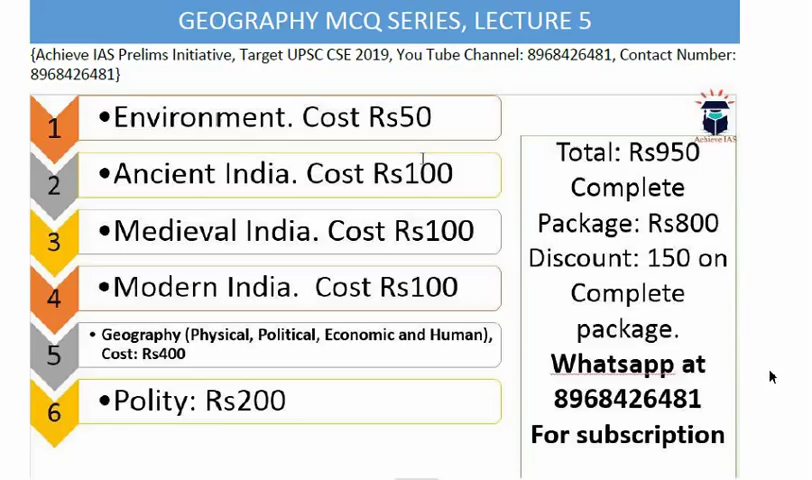 GEOGRAPHY MCQ SERIES, LECTURE 5
{Achieve IAS Prelims Initiative, Target UPSC CSE 2019, You Tube Channel: 8968426481, Contact Number:
8968426481}
1
•Environment. Cost Rs50
2
•Ancient India. Cost Rs100
3
•Medieval India. Cost Rs100
4
•Modern India.  Cost Rs100
5
• Geography (Physical, Political, Economic and Human),
Cost: Rs400
6
•Polity: Rs200
Achieve IAS
Total: Rs950
Complete
Package: Rs800
Discount: 150 on
Complete
package.
Whatsapp at
8968426481
For subscription